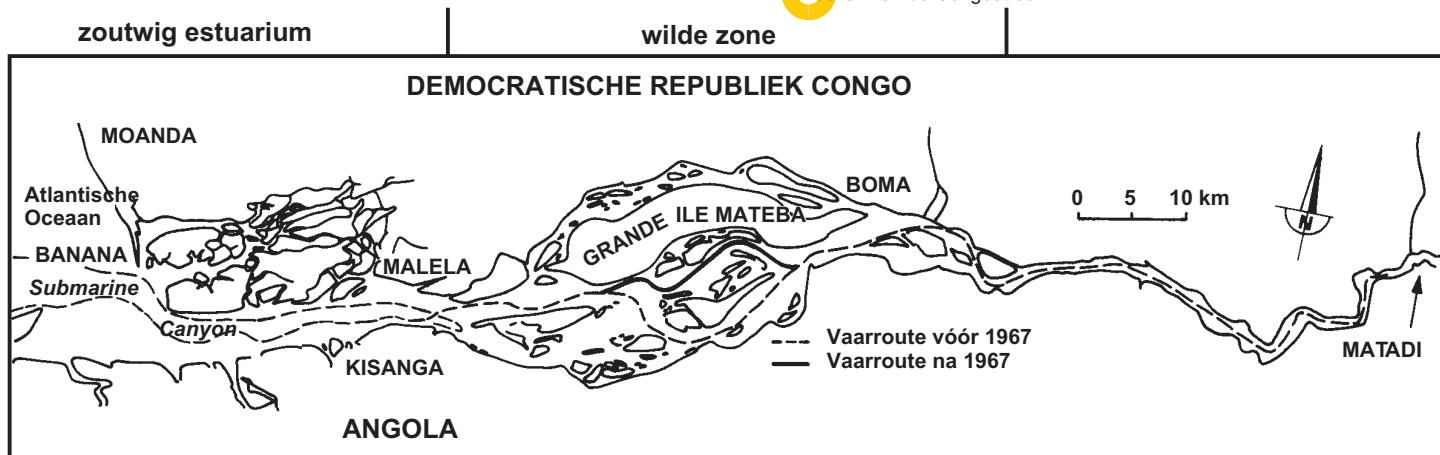 zoutwig estuarium
wilde zone
DEMOCRATISCHE REPUBLIEK CONGO
MOANDA
Atlantische
Oceaan
BANANA
Submarine
Canyon
MALELA
KISANGA
ANGOLA
GRANDE ILE MATEBA
BOMA
0 5 10 km
N
Vaarroute vóór 1967
Vaarroute na 1967
MATADI